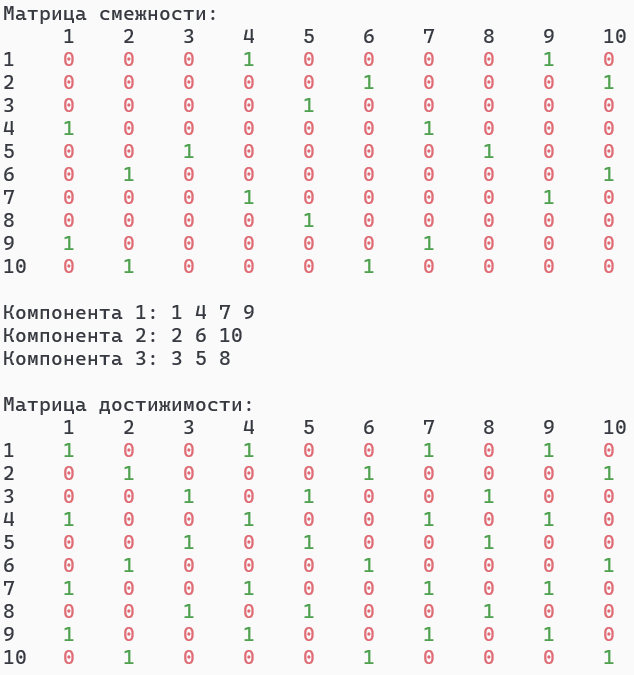 Матрица смежности:
1 2 3 4 5 6 7 8 9 10
1 0 0 0 1 0 0 0 0 1 0
2 0 0 0 0 0 1 0 0 0 1
3 0 0 0 0 1 0 0 0 0 0
4 1 0 0 0 0 0 1 0 0 0
5 0 0 1 0 0 0 0 1 0 0
6 0 1 0 0 0 0 0 0 0 1
7 0 0 0 1 0 0 0 0 1 0
8 0 0 0 0 1 0 0 0 0 0
9 1 0 0 0 0 0 1 0 0 0
10 0 1 0 0 0 1 0 0 0 0
Компонента 1: 1 4 7 9
Компонента 2: 2 6 10
Компонента 3: 3 5 8
Матрица достижимости:
1 2 3 4 5 6 7 8 9 10
1 1 0 0 1 0 0 1 0 1 0
2 0 1 0 0 0 1 0 0 0 1
3 0 0 1 0 1 0 0 1 0 0
4 1 0 0 1 0 0 1 0 1 0
5 0 0 1 0 1 0 0 1 0 0
6 0 1 0 0 0 1 0 0 0 1
7 1 0 0 1 0 0 1 0 1 0
8 0 0 1 0 1 0 0 1 0 0
9 1 0 0 1 0 0 1 0 1 0
10 0 1 0 0 0 1 0 0 0 1